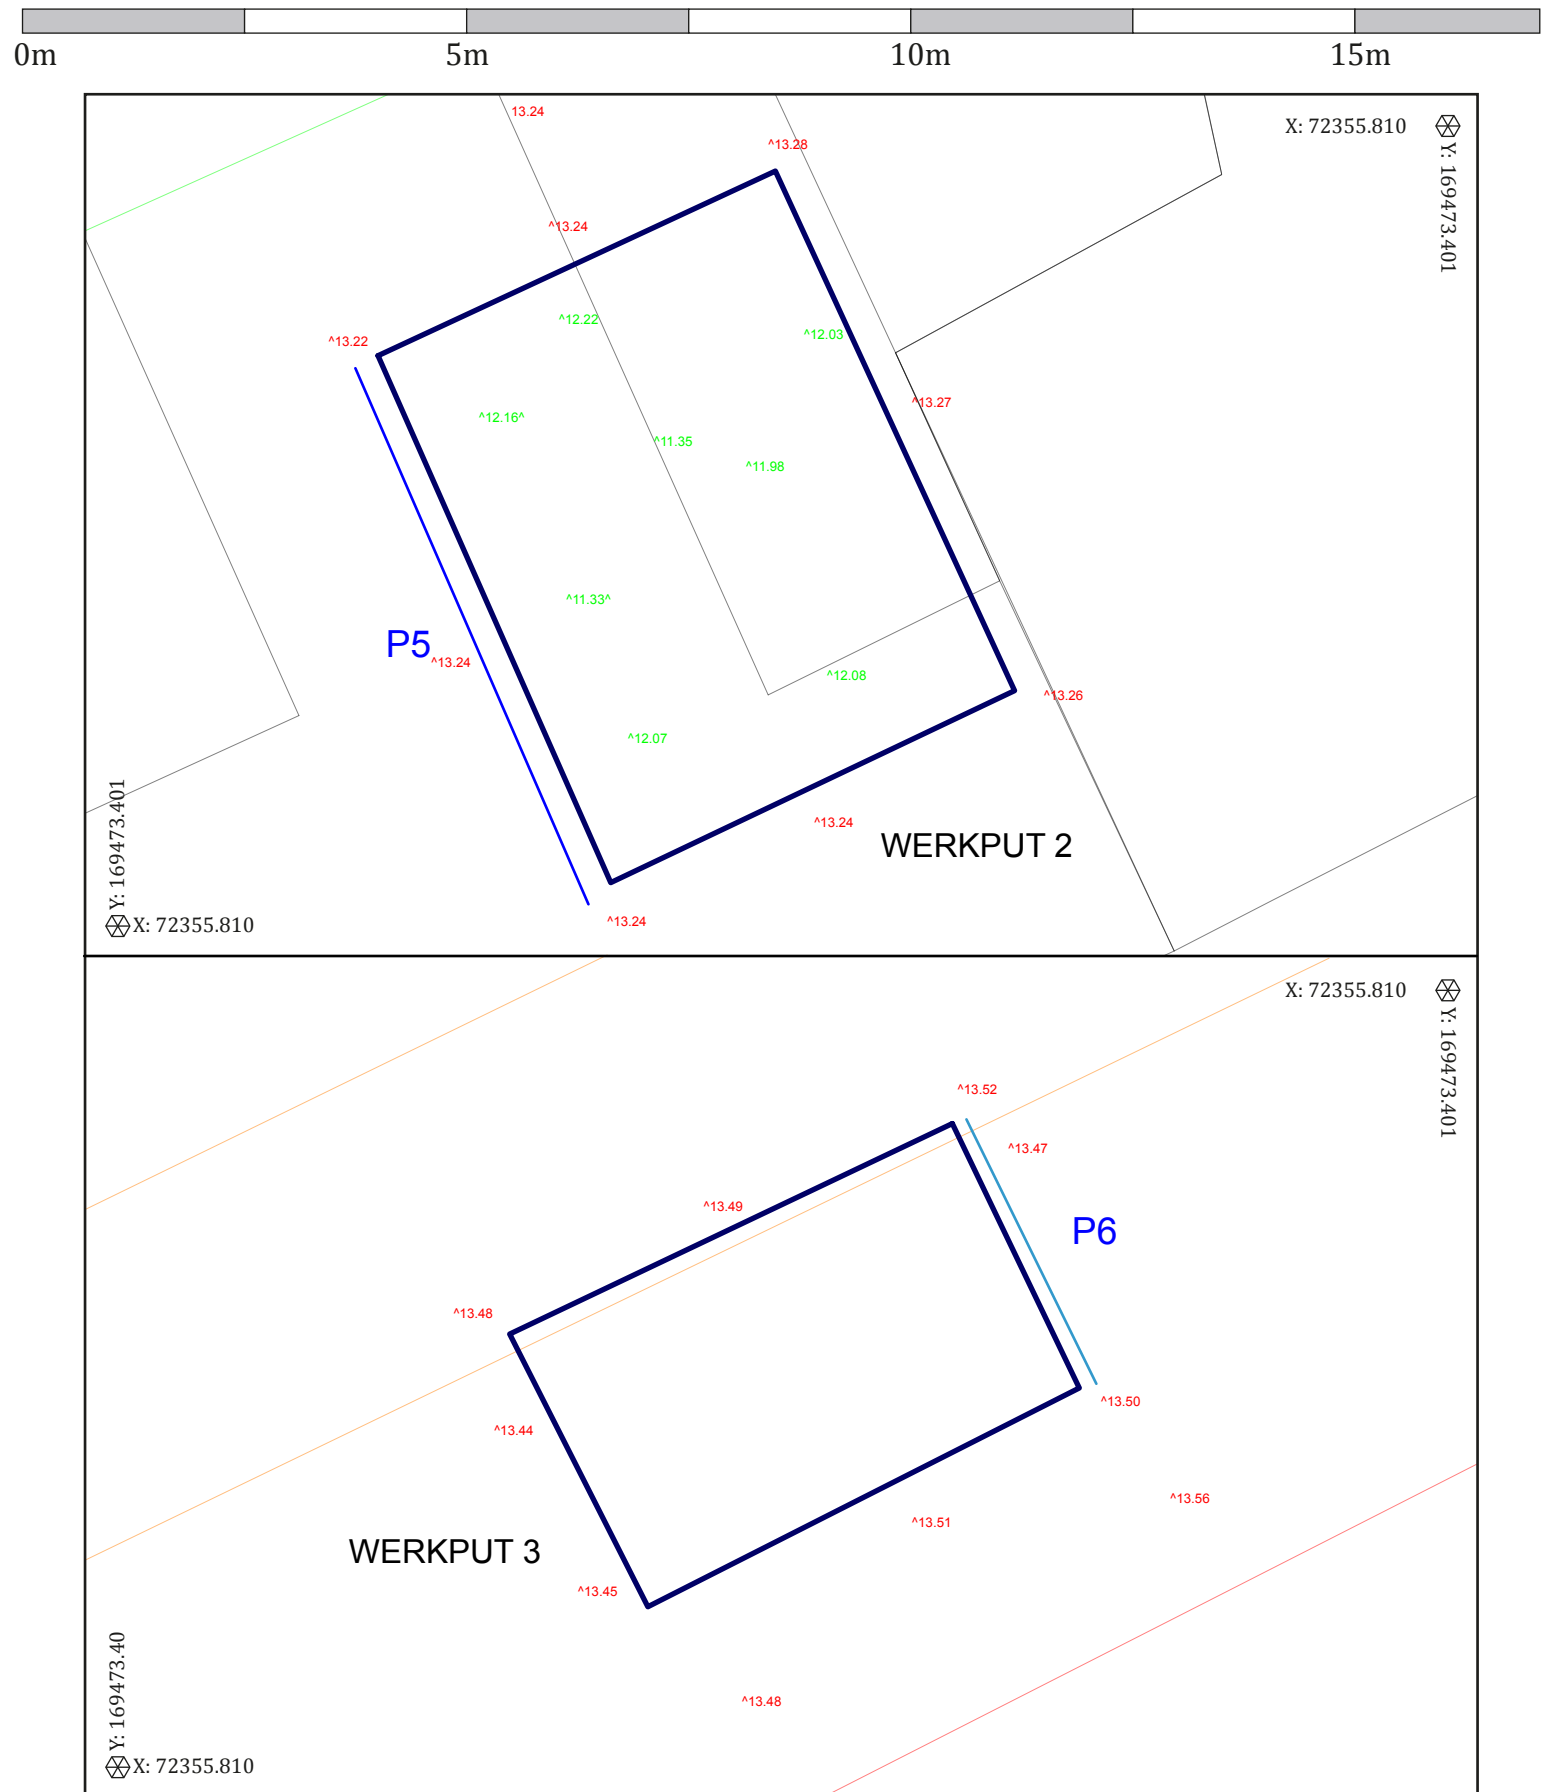 0m 5m 10m 15m
13.24
X: 72355.810
Y: 169473.401
^13.28
^13.24
^12.22
^12.03
^13.22
^13.27
^12.16^
^11.35
^11.98
^11.33^
P5
^13.24
^12.08
^13.26
^12.07
^13.24
WERKPUT 2
Y: 169473.401
X: 72355.810
^13.24
X: 72355.810
Y: 169473.401
^13.52
^13.47
^13.49
P6
^13.48
^13.50
^13.44
^13.56
^13.51
WERKPUT 3
^13.45
Y: 169473.40
^13.48
X: 72355.810